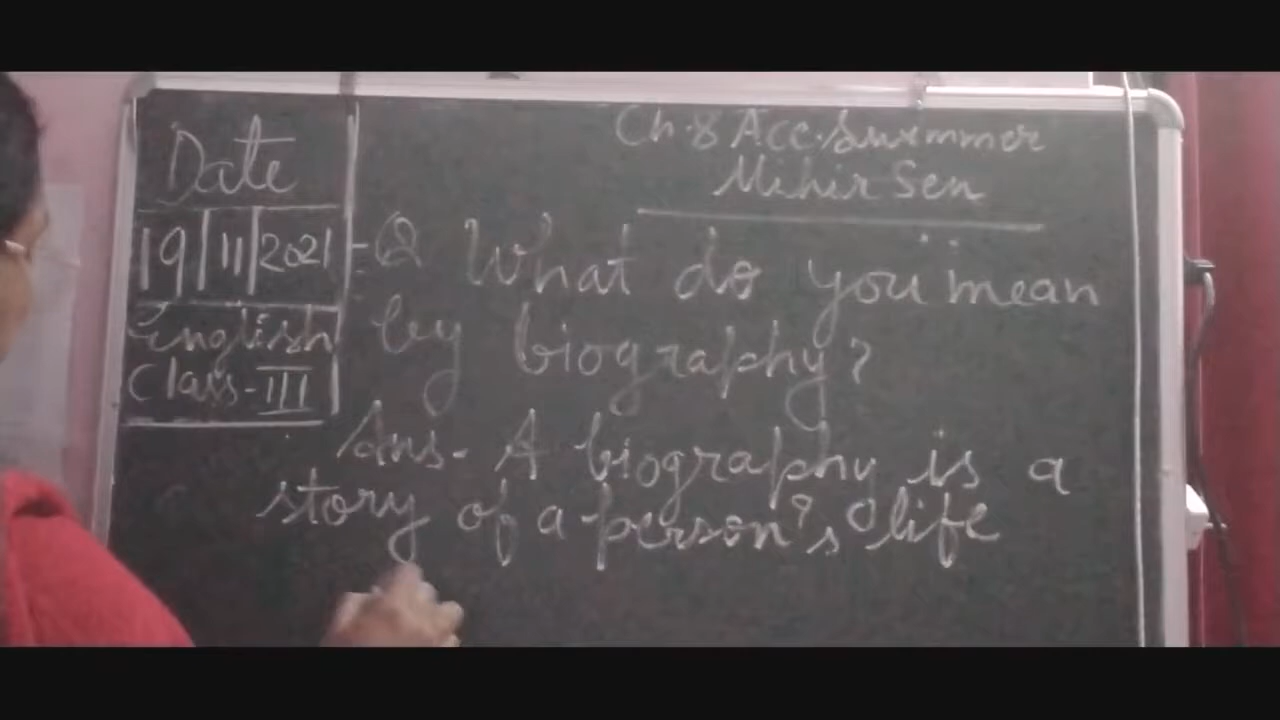 Date
19/11/2021
English
Class-III
Ch.8 Acc. Swimmer
Mihir Sen
Q What do you mean
by biography?
Ans- A biography is a
story of a person's life